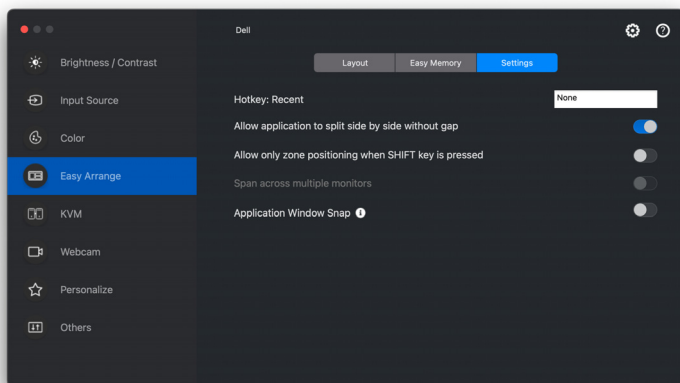 Dell
Brightness / Contrast
Input Source
Color
Easy Arrange
KVM
Webcam
Personalize
Others
Layout Easy Memory Settings
Hotkey: Recent None
Allow application to split side by side without gap
Allow only zone positioning when SHIFT key is pressed
Span across multiple monitors
Application Window Snap